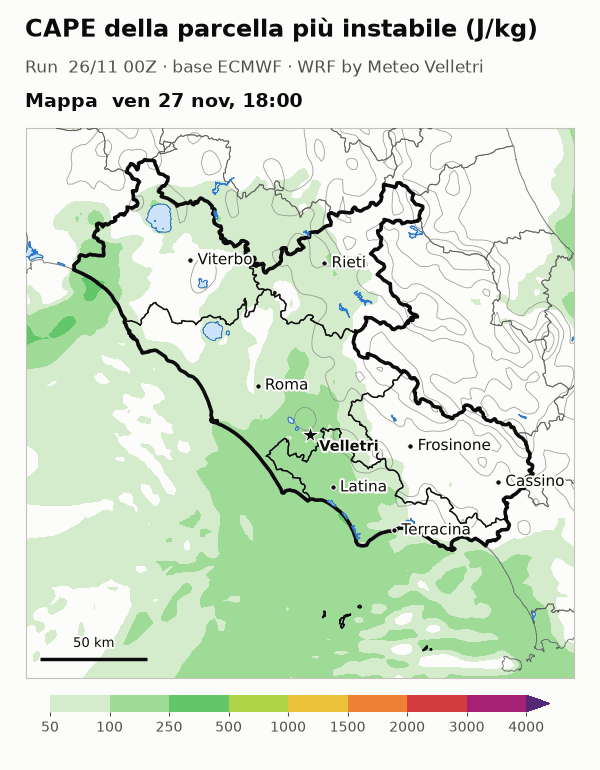 CAPE della parcella più instabile (J/kg)
Run  26/11 00Z · base ECMWF · WRF by Meteo Velletri
Mappa  ven 27 nov, 18:00
Viterbo
Rieti
Roma
Velletri
Frosinone
Latina
Cassino
Terracina
50 km
50 100 250 500 1000 1500 2000 3000 4000